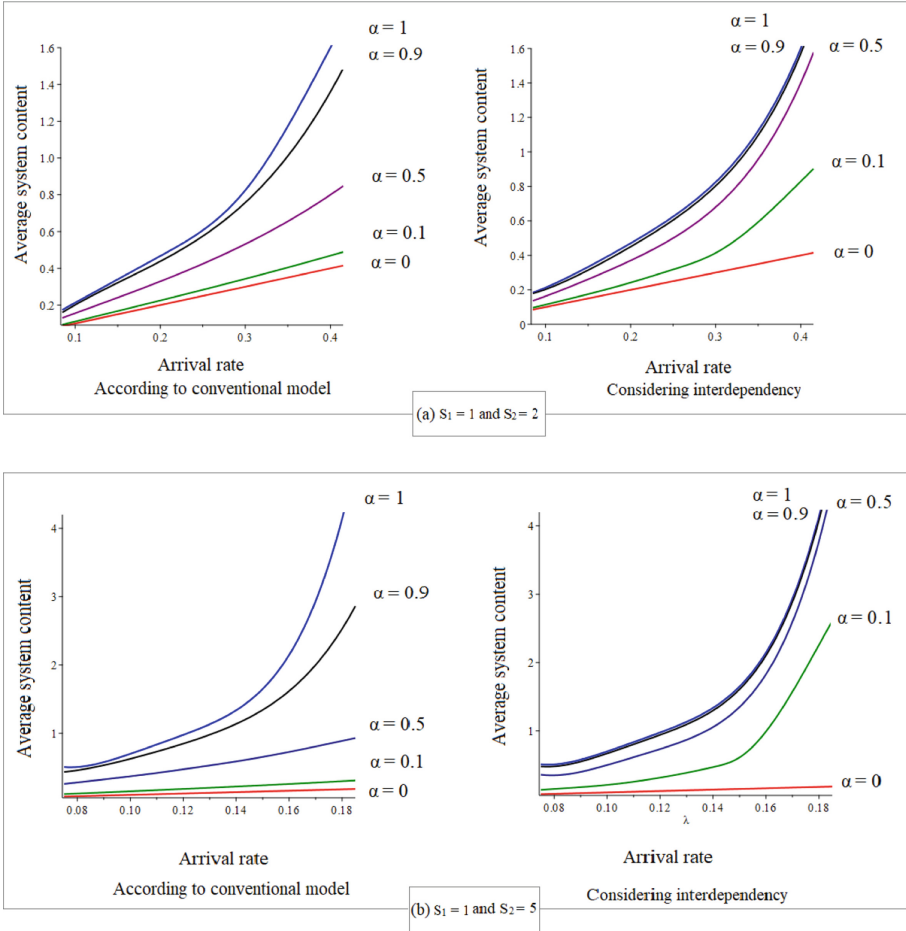 α = 1
α = 0.9
α = 0.5
α = 0.1
α = 0
Average system content
1.6
1.4
1.2
1.0
0.8
0.6
0.4
0.2
0.1
0.2
0.3
0.4
Arrival rate
According to conventional model
α = 1
α = 0.9
α = 0.5
α = 0.1
α = 0
Average system content
1.6
1.4
1.2
1
0.8
0.6
0.4
0.2
0
0.1
0.2
0.3
0.4
Arrival rate
Considering interdependency
(a) S₁ = 1 and S₂ = 2
α = 1
α = 0.9
α = 0.5
α = 0.1
α = 0
Average system content
4
3
2
1
0.08
0.10
0.12
0.14
0.16
0.18
Arrival rate
According to conventional model
α = 1
α = 0.9
α = 0.5
α = 0.1
α = 0
Average system content
4
3
2
1
0.08
0.10
0.12
0.14
0.16
0.18
λ
Arrival rate
Considering interdependency
(b) S₁ = 1 and S₂ = 5